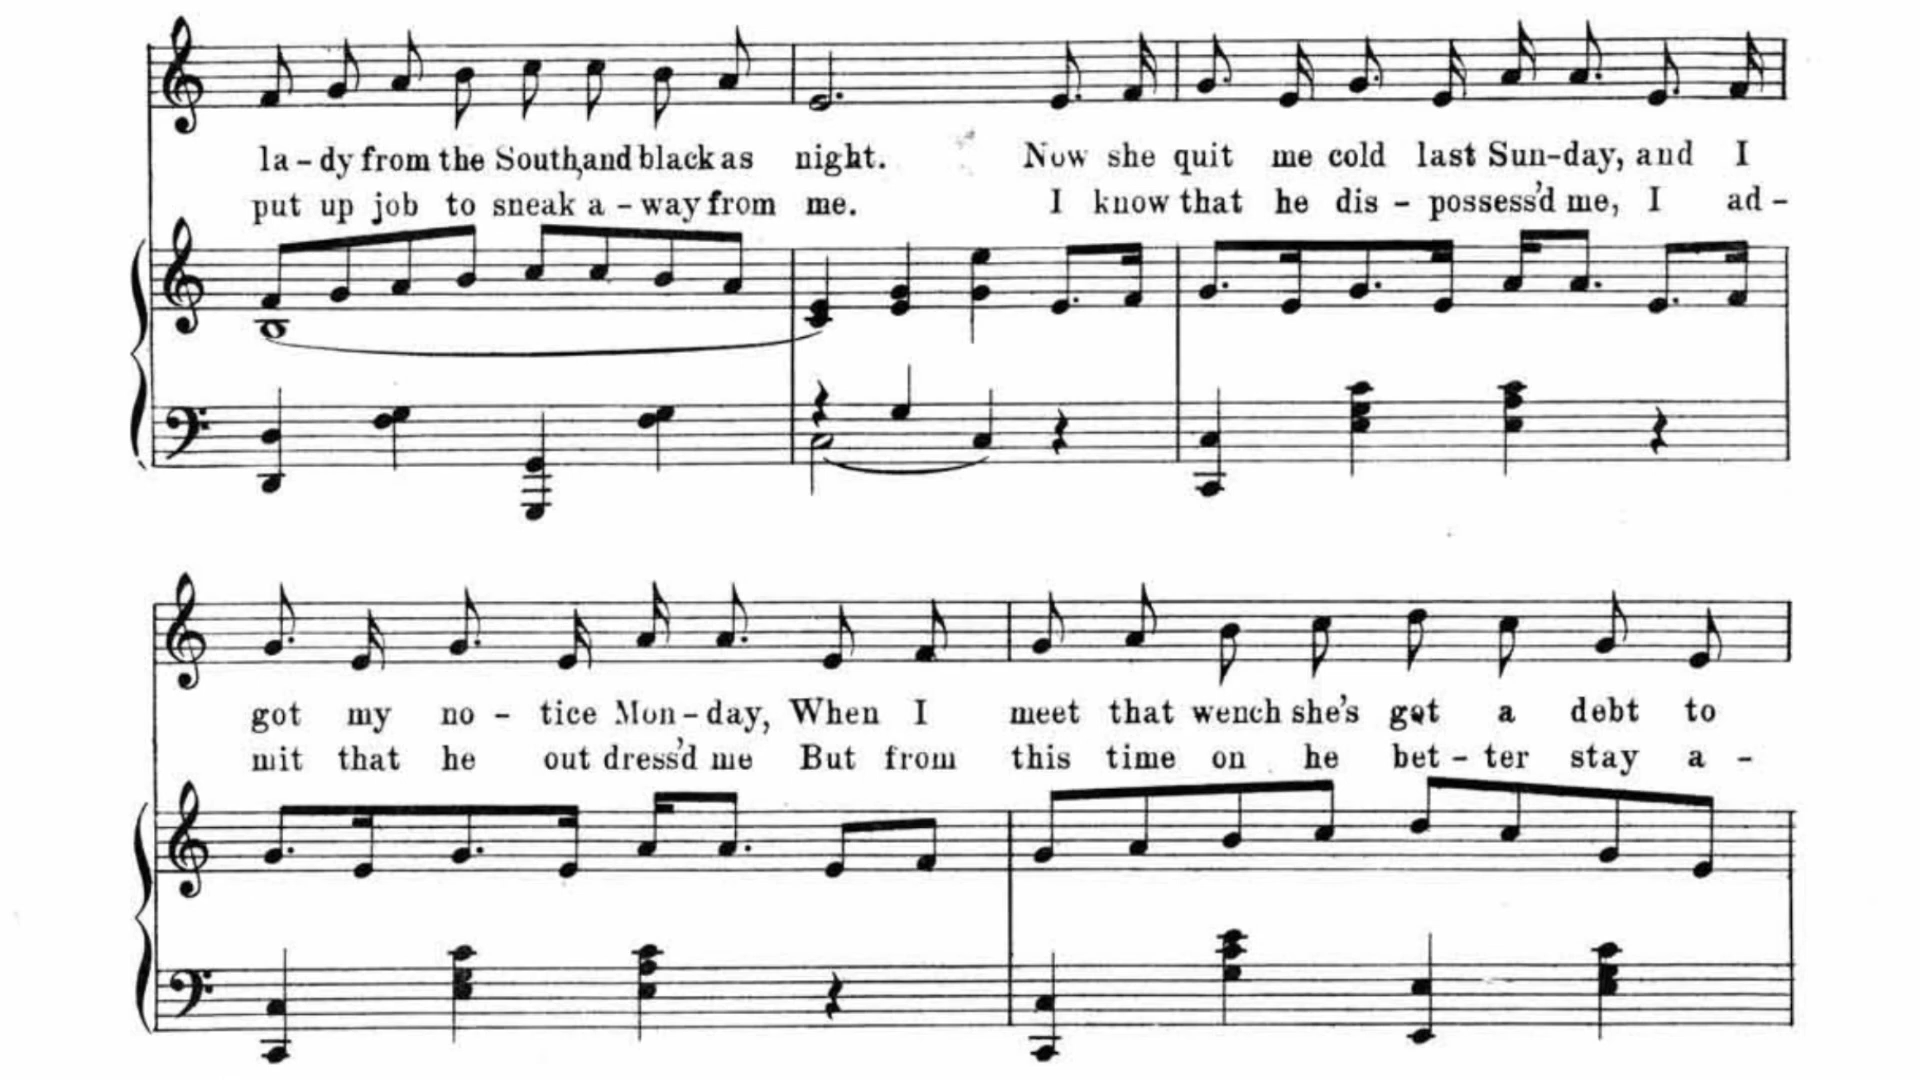 la-dy from the South, and black as night. Now she quit me cold last Sun-day, and I
put up job to sneak a-way from me. I know that he dis-possess'd me, I ad-
got my no-tice Mon-day, When I meet that wench she's got a debt to
mit that he out dress'd me But from this time on he bet-ter stay a-